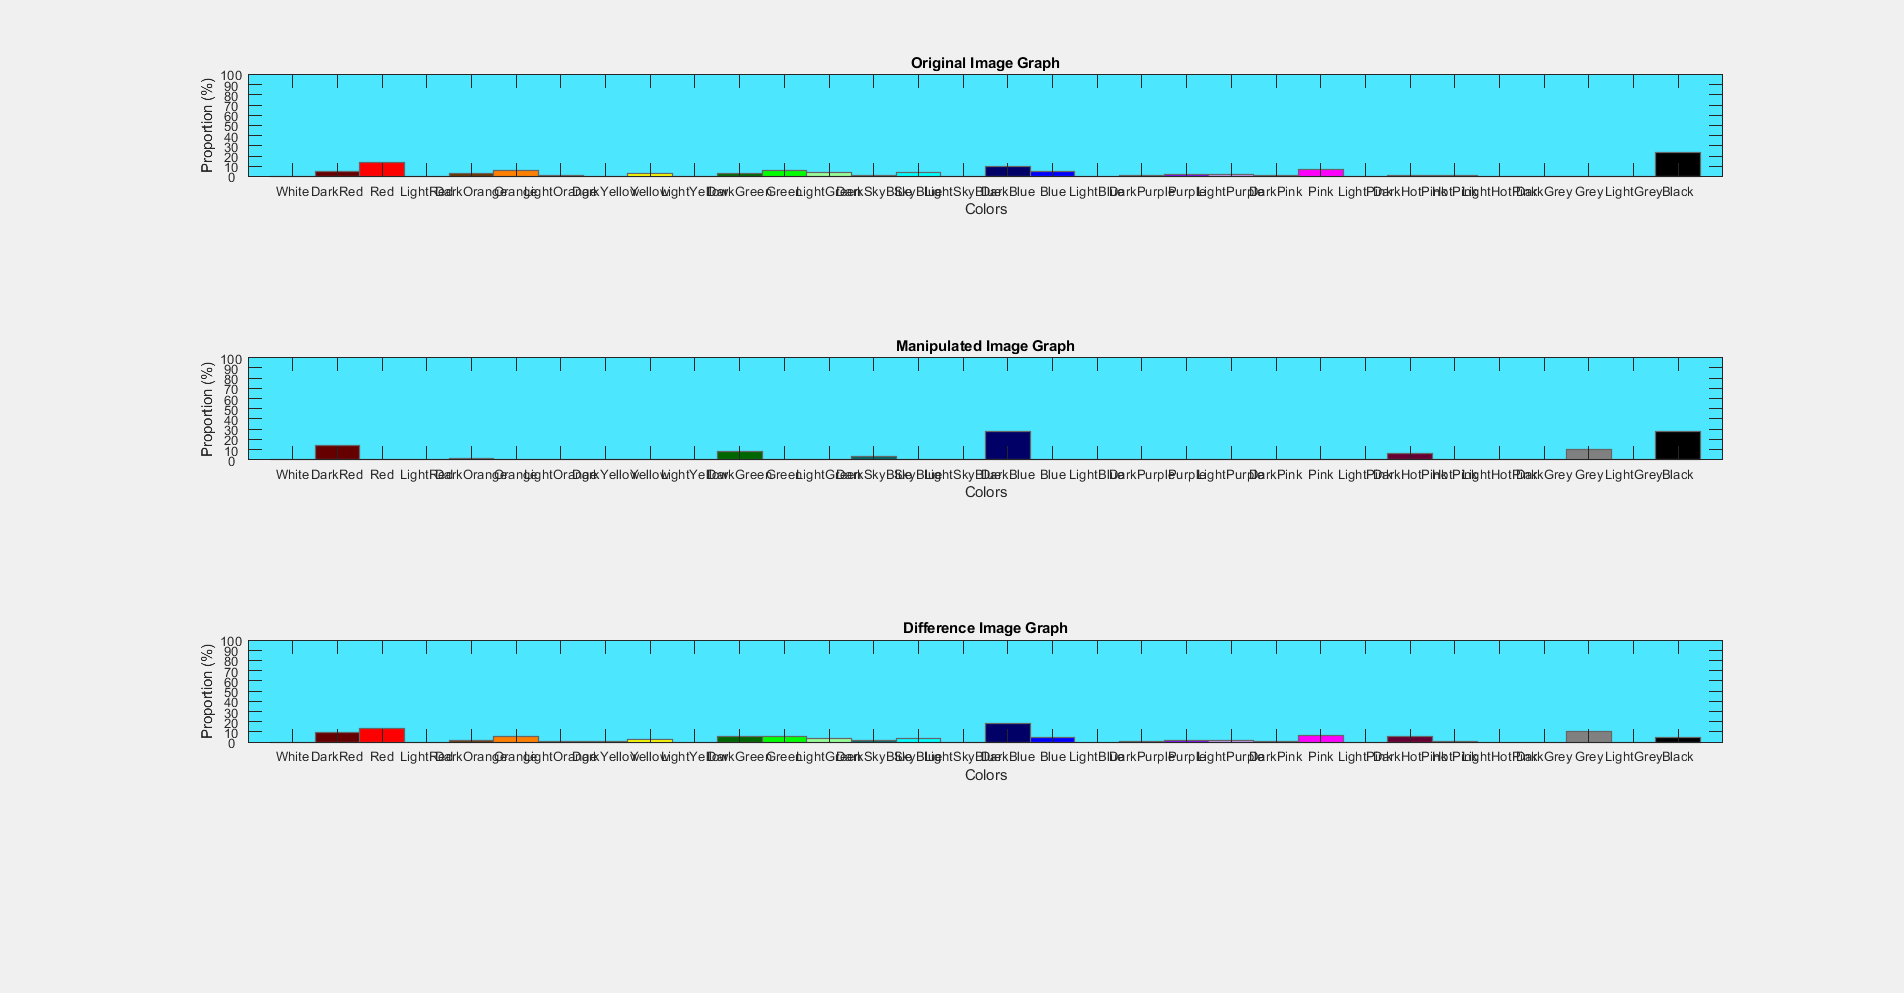 Original Image Graph
Proportion (%)
100
90
80
70
60
50
40
30
20
10
0
White DarkRed Red LightRed DarkOrange Orange LightOrange DarkYellow Yellow LightYellow DarkGreen Green LightGreen DarkSkyBlue SkyBlue LightSkyBlue DarkBlue Blue LightBlue DarkPurple Purple LightPurple DarkPink Pink LightPink DarkHotPink HotPink LightHotPink DarkGrey Grey LightGrey Black
Colors
Manipulated Image Graph
Proportion (%)
100
90
80
70
60
50
40
30
20
10
0
White DarkRed Red LightRed DarkOrange Orange LightOrange DarkYellow Yellow LightYellow DarkGreen Green LightGreen DarkSkyBlue SkyBlue LightSkyBlue DarkBlue Blue LightBlue DarkPurple Purple LightPurple DarkPink Pink LightPink DarkHotPink HotPink LightHotPink DarkGrey Grey LightGrey Black
Colors
Difference Image Graph
Proportion (%)
100
90
80
70
60
50
40
30
20
10
0
White DarkRed Red LightRed DarkOrange Orange LightOrange DarkYellow Yellow LightYellow DarkGreen Green LightGreen DarkSkyBlue SkyBlue LightSkyBlue DarkBlue Blue LightBlue DarkPurple Purple LightPurple DarkPink Pink LightPink DarkHotPink HotPink LightHotPink DarkGrey Grey LightGrey Black
Colors